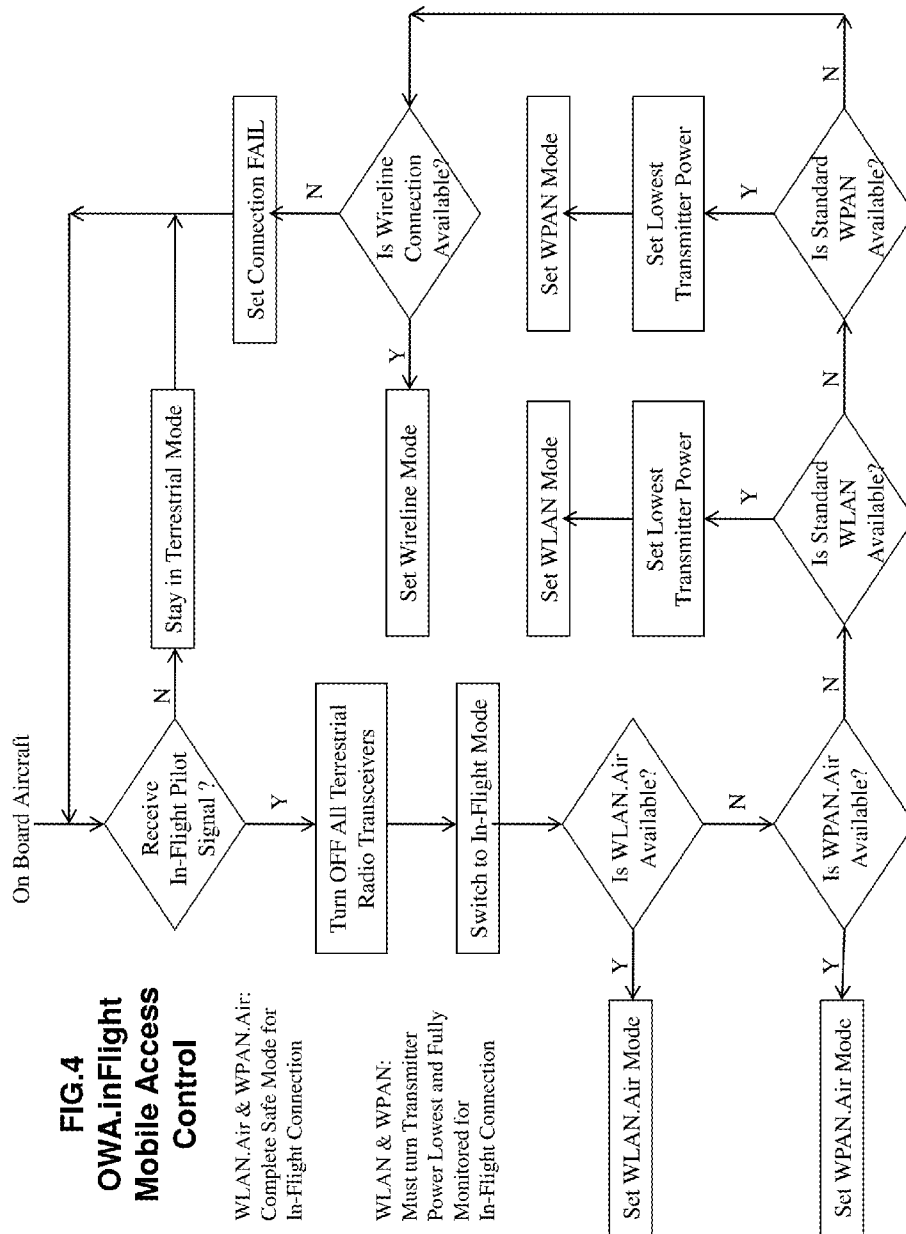 FIG.4
OWA.inFlight
Mobile Access
Control
WLAN.Air & WPAN.Air:
Complete Safe Mode for
In-Flight Connection
WLAN & WPAN:
Must turn Transmitter
Power Lowest and Fully
Monitored for
In-Flight Connection
On Board Aircraft
Receive
In-Flight Pilot
Signal ?
N
Stay in Terrestrial Mode
Set Connection FAIL
Y
Turn OFF All Terrestrial
Radio Transceivers
Switch to In-Flight Mode
Is WLAN.Air
Available?
Y
Set WLAN.Air Mode
N
Is WPAN.Air
Available?
Y
Set WPAN.Air Mode
N
Is Standard
WLAN
Available?
Y
Set Lowest
Transmitter Power
Set WLAN Mode
N
Is Standard
WPAN
Available?
Y
Set Lowest
Transmitter Power
Set WPAN Mode
N
Is Wireline
Connection
Available?
Y
Set Wireline Mode
N